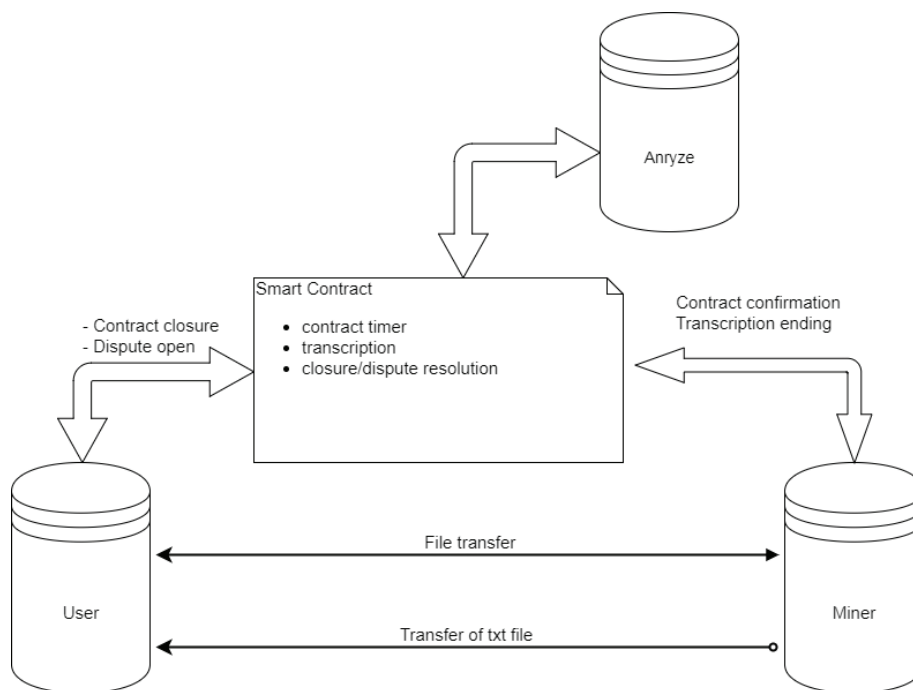 Anryze
Smart Contract
• contract timer
• transcription
• closure/dispute resolution
- Contract closure
- Dispute open
Contract confirmation
Transcription ending
File transfer
User
Miner
Transfer of txt file